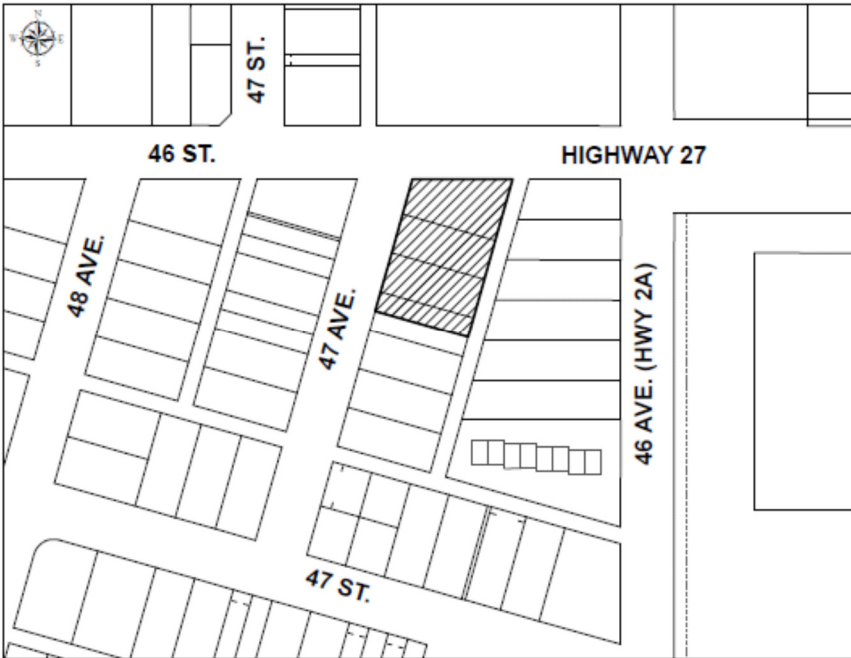 N
W E
S
47 ST.
46 ST.
HIGHWAY 27
48 AVE.
47 AVE.
46 AVE. (HWY 2A)
47 ST.